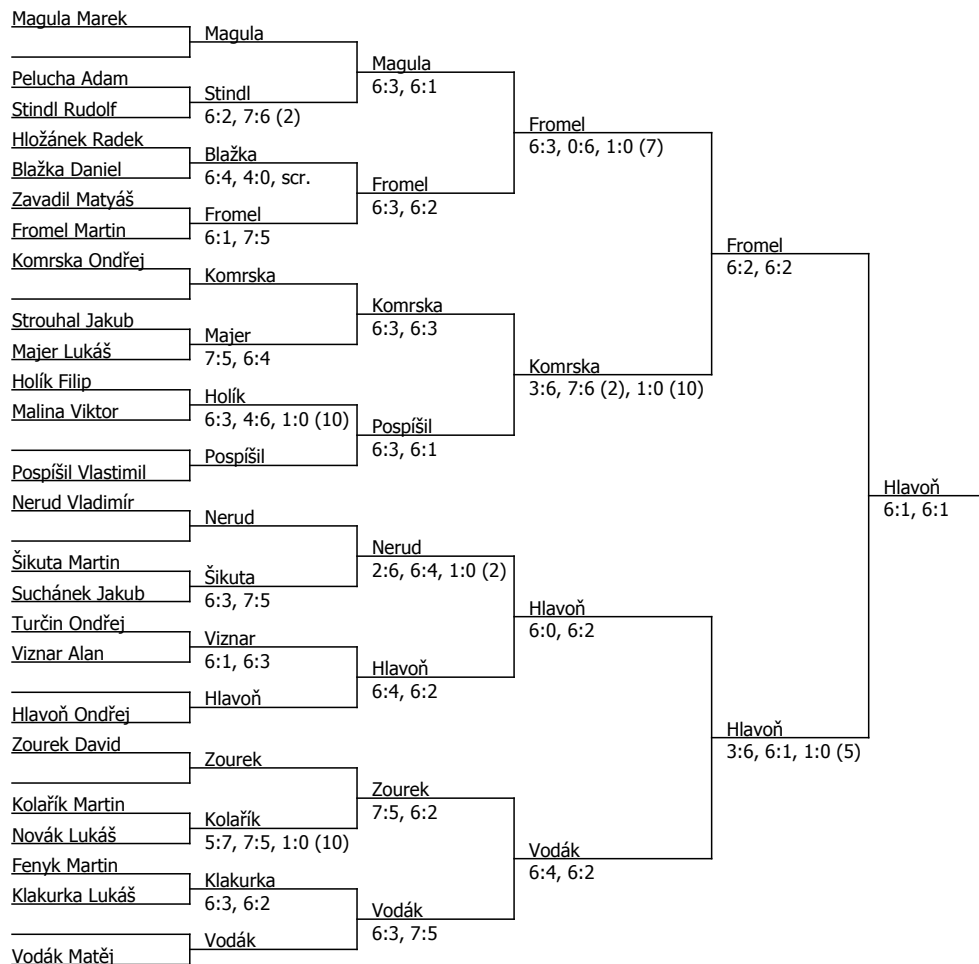 Magula Marek
Pelucha Adam
Stindl Rudolf
Hložánek Radek
Blažka Daniel
Zavadil Matyáš
Fromel Martin
Komrska Ondřej
Strouhal Jakub
Majer Lukáš
Holík Filip
Malina Viktor
Pospíšil Vlastimil
Nerud Vladimír
Šikuta Martin
Suchánek Jakub
Turčin Ondřej
Viznar Alan
Hlavoň Ondřej
Zourek David
Kolařík Martin
Novák Lukáš
Fenyk Martin
Klakurka Lukáš
Vodák Matěj
Magula
Stindl
6:2, 7:6 (2)
Blažka
6:4, 4:0, scr.
Fromel
6:1, 7:5
Komrska
Majer
7:5, 6:4
Holík
6:3, 4:6, 1:0 (10)
Pospíšil
Nerud
Šikuta
6:3, 7:5
Viznar
6:1, 6:3
Hlavoň
Zourek
Kolařík
5:7, 7:5, 1:0 (10)
Klakurka
6:3, 6:2
Vodák
Magula
6:3, 6:1
Fromel
6:3, 6:2
Komrska
6:3, 6:3
Pospíšil
6:3, 6:1
Nerud
2:6, 6:4, 1:0 (2)
Hlavoň
6:4, 6:2
Zourek
7:5, 6:2
Vodák
6:3, 7:5
Fromel
6:3, 0:6, 1:0 (7)
Komrska
3:6, 7:6 (2), 1:0 (10)
Hlavoň
6:0, 6:2
Vodák
6:4, 6:2
Fromel
6:2, 6:2
Hlavoň
3:6, 6:1, 1:0 (5)
Hlavoň
6:1, 6:1